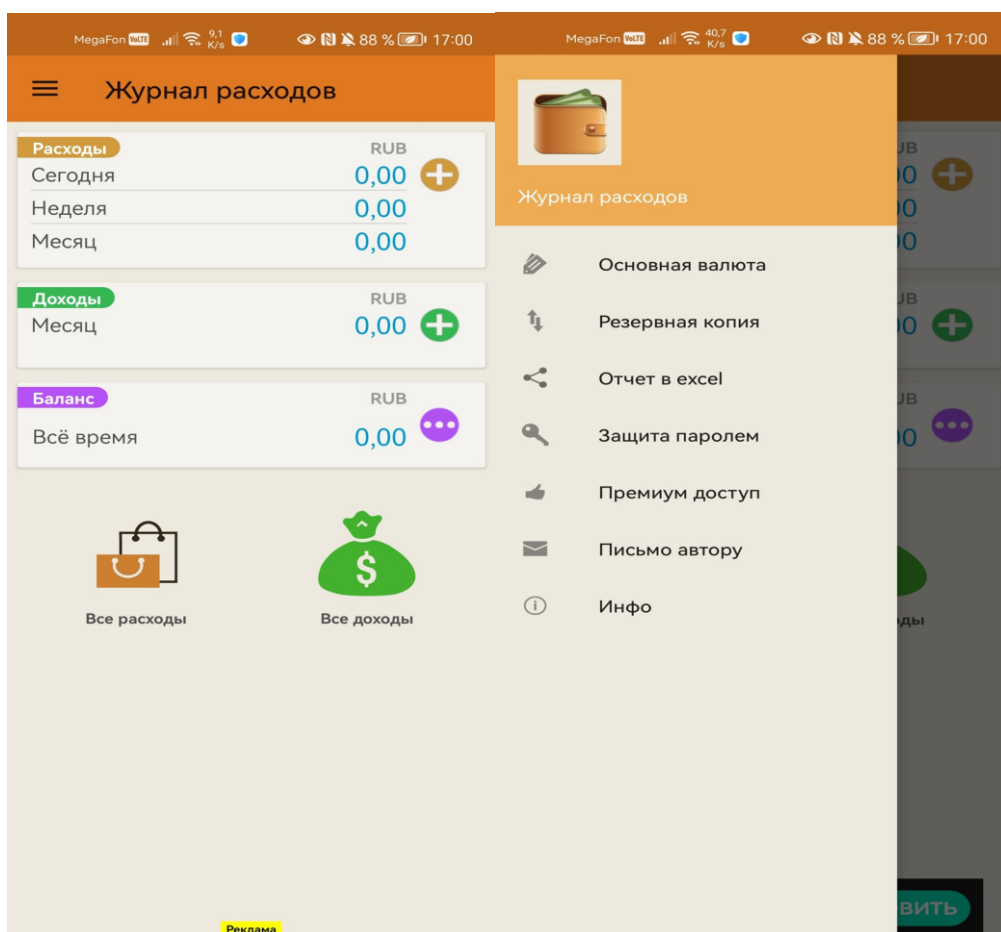 MegaFon VoLTE 9,1 K/s 88 % 17:00
Журнал расходов
Расходы RUB
Сегодня 0,00
Неделя 0,00
Месяц 0,00
Доходы RUB
Месяц 0,00
Баланс RUB
Всё время 0,00
Все расходы Все доходы
Реклама
MegaFon VoLTE 40,7 K/s 88 % 17:00
Журнал расходов
Основная валюта
Резервная копия
Отчет в excel
Защита паролем
Премиум доступ
Письмо автору
Инфо